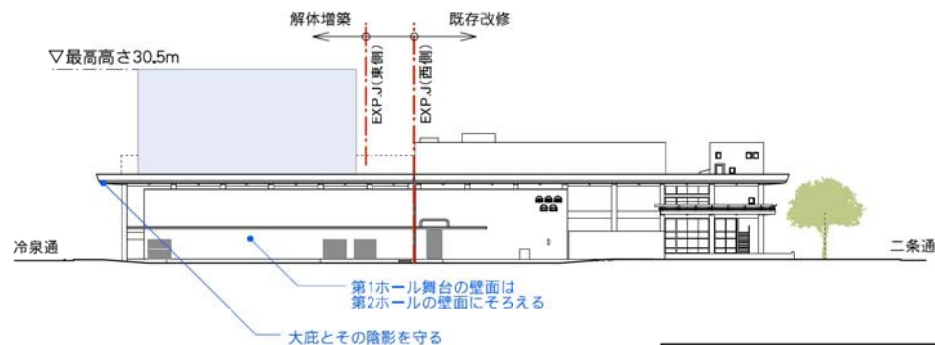 解体増築
既存改修
▽最高高さ30.5m
EXP.J(東側)
EXP.J(西側)
冷泉通
二条通
第1ホール舞台の壁面は
第2ホールの壁面にそろえる
大庇とその陰影を守る